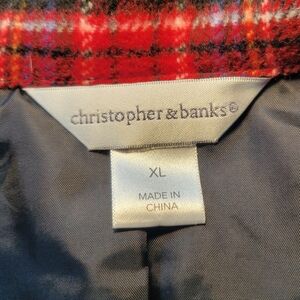 christopher & banks®
XL
MADE IN
CHINA